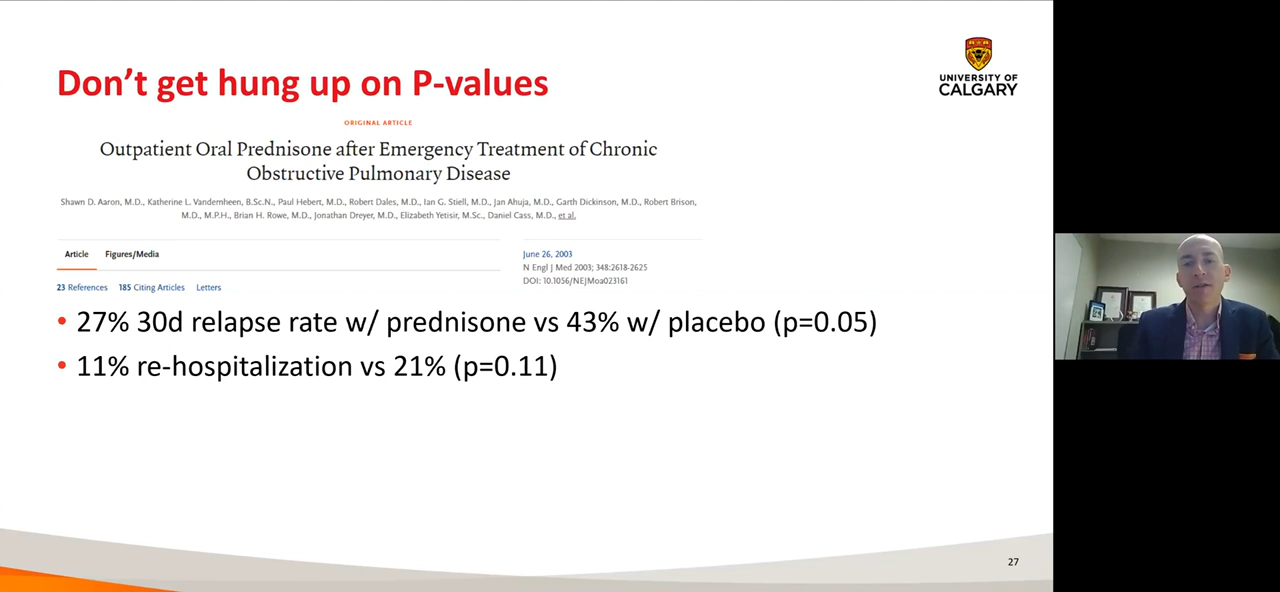 Don't get hung up on P-values
UNIVERSITY OF
CALGARY
ORIGINAL ARTICLE
Outpatient Oral Prednisone after Emergency Treatment of Chronic
Obstructive Pulmonary Disease
Shawn D. Aaron, M.D., Katherine L. Vandemheen, B.Sc.N., Paul Hebert, M.D., Robert Dales, M.D., Ian G. Stiell, M.D., Jan Ahuja, M.D., Garth Dickinson, M.D., Robert Brison,
M.D., M.P.H., Brian H. Rowe, M.D., Jonathan Dreyer, M.D., Elizabeth Yetisir, M.Sc., Daniel Cass, M.D., et al.
Article Figures/Media
June 26, 2003
N Engl J Med 2003; 348:2618-2625
DOI: 10.1056/NEJMoa023161
23 References 185 Citing Articles Letters
• 27% 30d relapse rate w/ prednisone vs 43% w/ placebo (p=0.05)
• 11% re-hospitalization vs 21% (p=0.11)
27